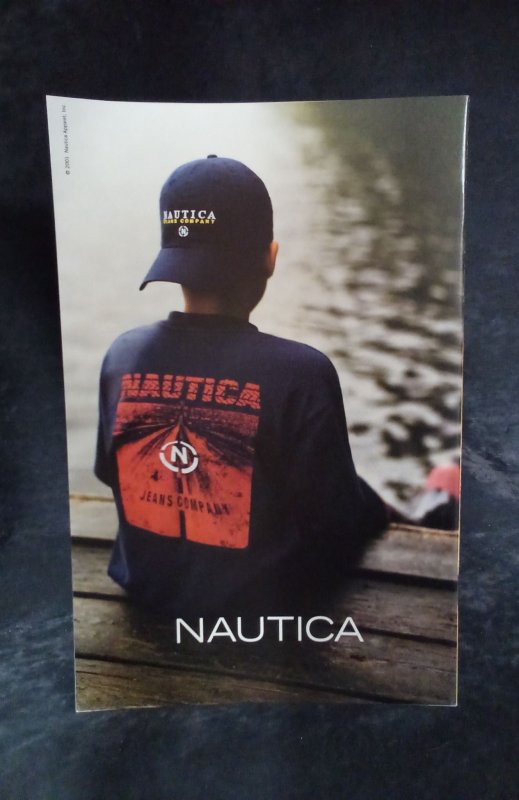 © 2003 Nautica Apparel, Inc.
NAUTICA
JEANS COMPANY
N
NAUTICA
N
JEANS COMPANY
NAUTICA